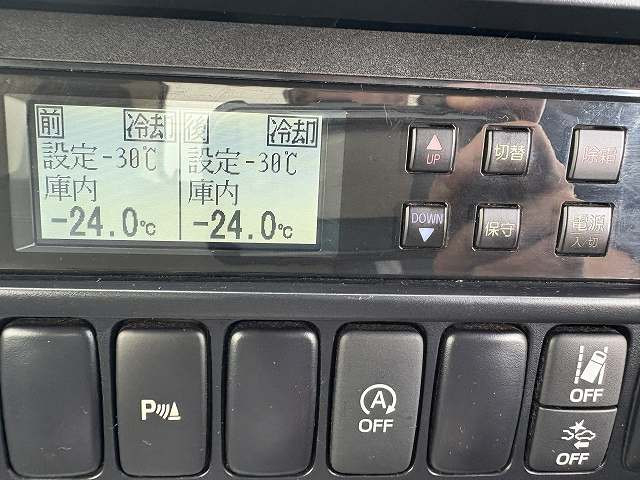 前 冷却 後 冷却
設定-30℃ 設定-30℃
庫内 庫内
-24.0℃ -24.0℃
UP 切替 除霜
DOWN 保守 電源
入/切
P
A
OFF
OFF